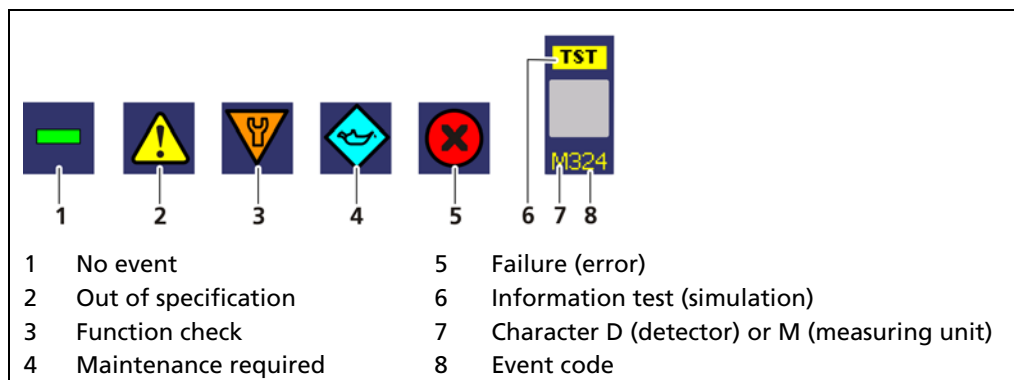 TST
M324
1 2 3 4 5 6 7 8
1 No event 5 Failure (error)
2 Out of specification 6 Information test (simulation)
3 Function check 7 Character D (detector) or M (measuring unit)
4 Maintenance required 8 Event code